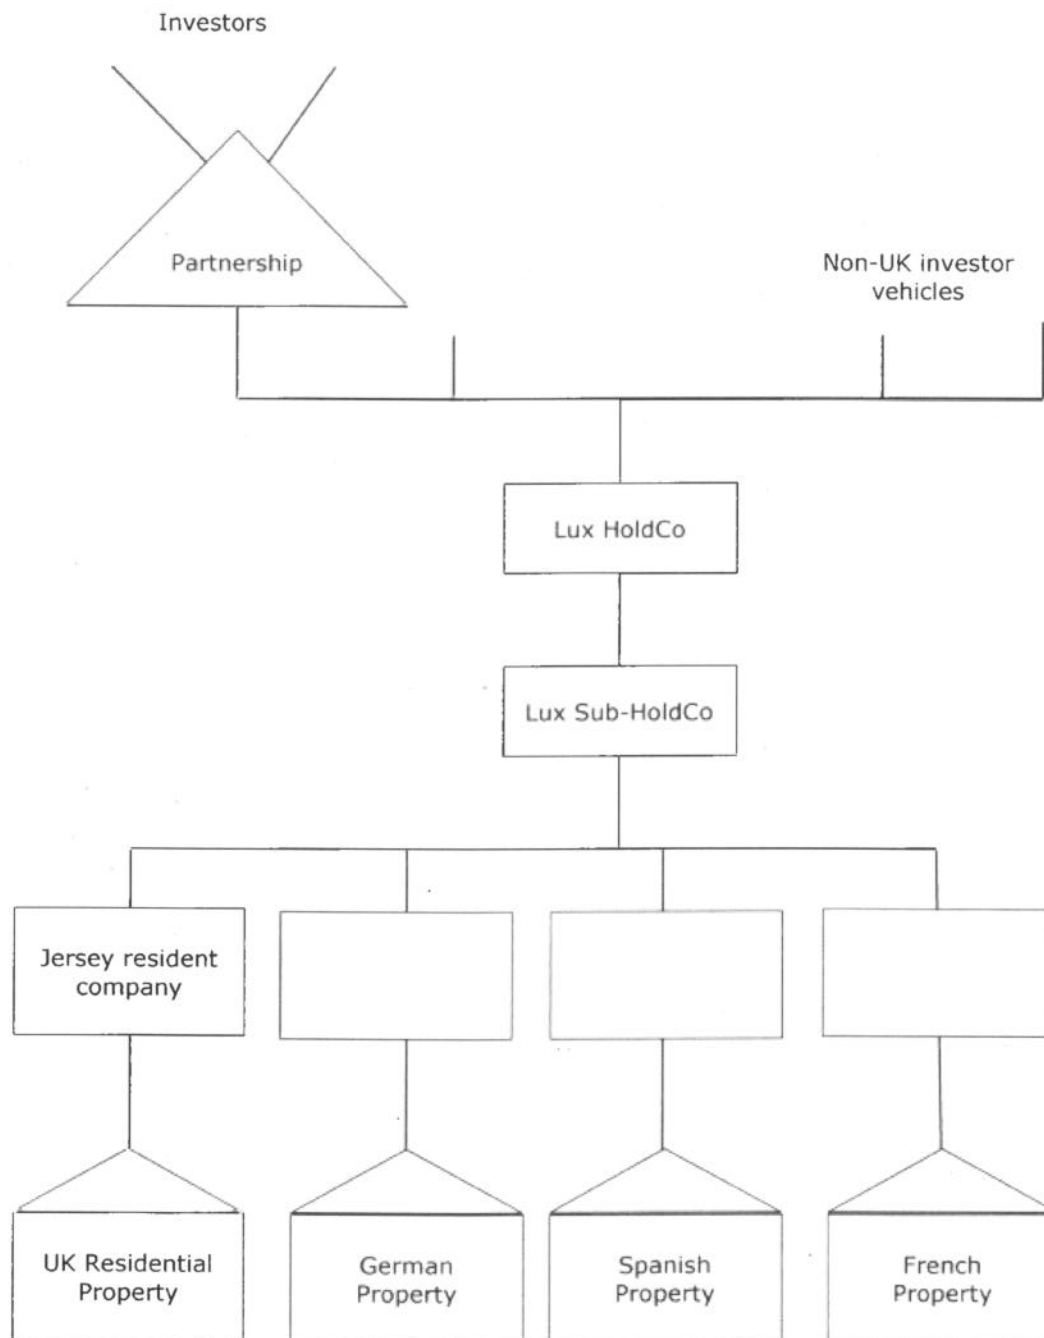 Investors
Partnership
Non-UK investor
vehicles
Lux HoldCo
Lux Sub-HoldCo
Jersey resident
company
UK Residential
Property
German
Property
Spanish
Property
French
Property